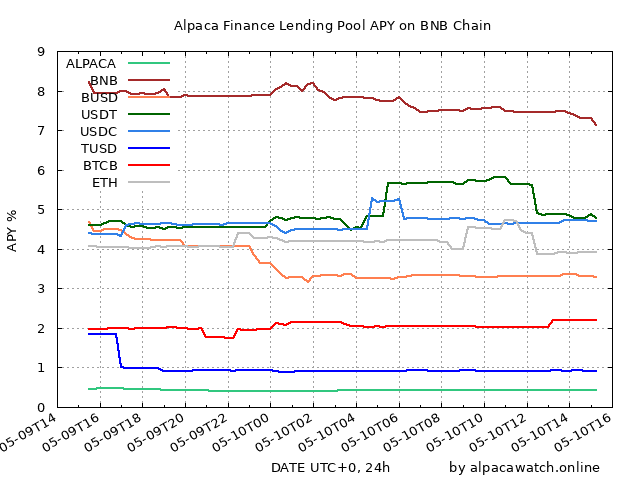 Alpaca Finance Lending Pool APY on BNB Chain
APY %
9
8
7
6
5
4
3
2
1
0
ALPACA
BNB
BUSD
USDT
USDC
TUSD
BTCB
ETH
05-09T14
05-09T16
05-09T18
05-09T20
05-09T22
05-10T00
05-10T02
05-10T04
05-10T06
05-10T08
05-10T10
05-10T12
05-10T14
05-10T16
DATE UTC+0, 24h
by alpacawatch.online